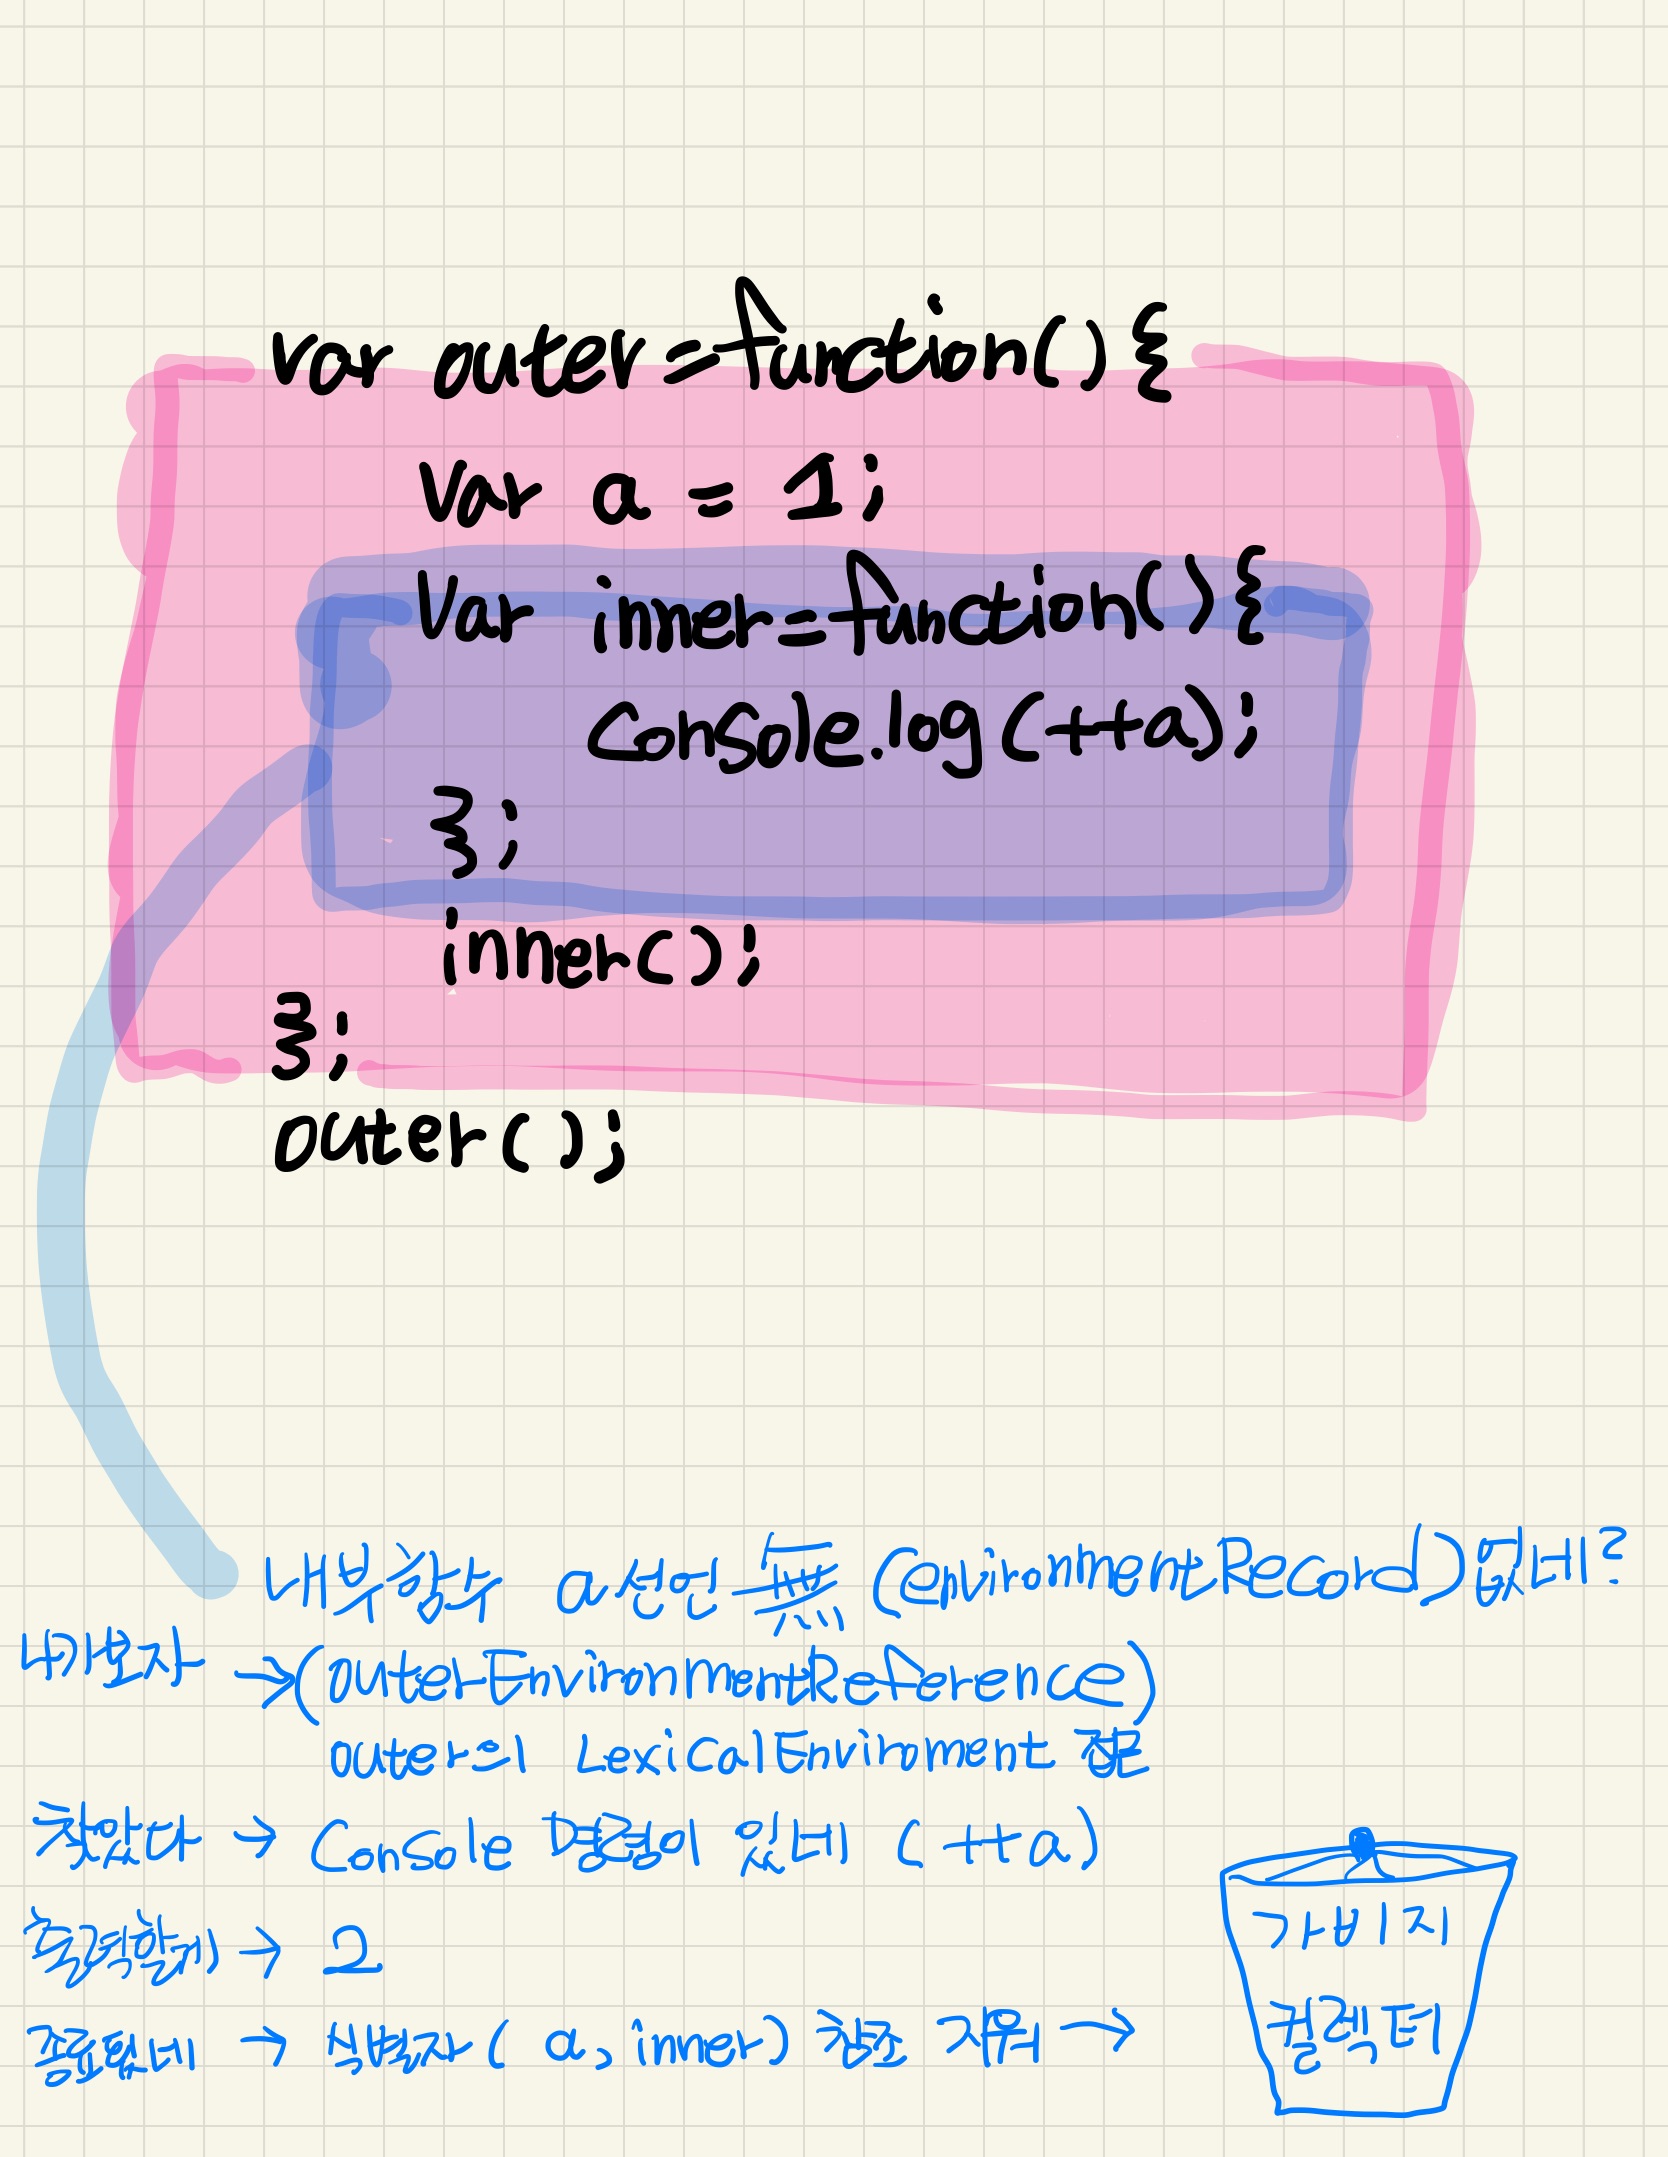 var outer=function(){
var a = 1;
var inner=function(){
console.log(++a);
};
inner();
};
outer();
내부함수 a선언 無 (environmentRecord)없네?
나가보자 →(outerEnvironmentReference)
outer의 LexicalEnviroment 접근
찾았다 → Console 명령이 있네 (++a)
출력할게 → 2
종료됐네 → 식별자( a, inner) 참조 지워 →
가비지
컬렉터